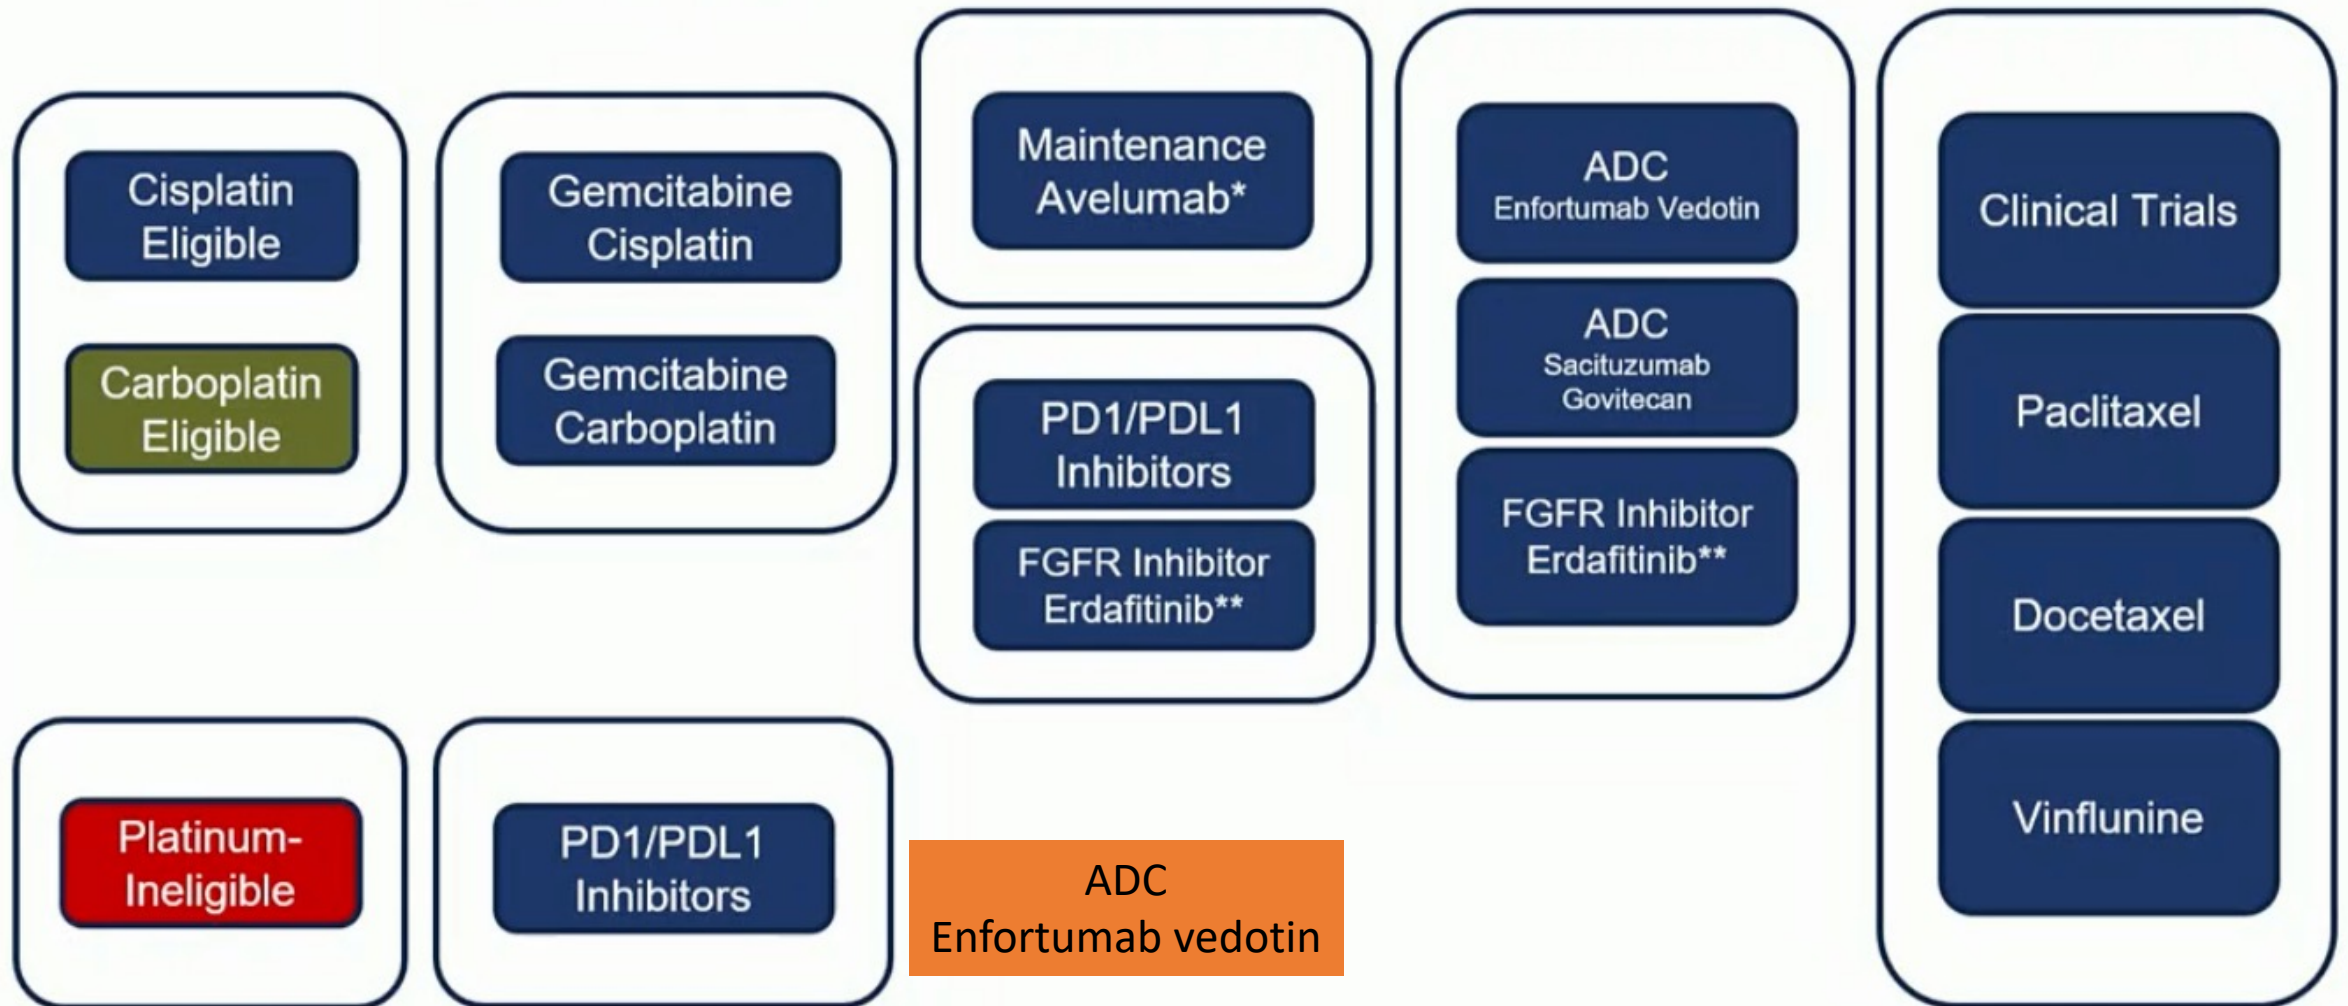 Cisplatin
Eligible
Carboplatin
Eligible
Gemcitabine
Cisplatin
Gemcitabine
Carboplatin
Maintenance
Avelumab*
PD1/PDL1
Inhibitors
FGFR Inhibitor
Erdafitinib**
ADC
Enfortumab Vedotin
ADC
Sacituzumab
Govitecan
FGFR Inhibitor
Erdafitinib**
Clinical Trials
Paclitaxel
Docetaxel
Vinflunine
Platinum-
Ineligible
PD1/PDL1
Inhibitors
ADC
Enfortumab vedotin